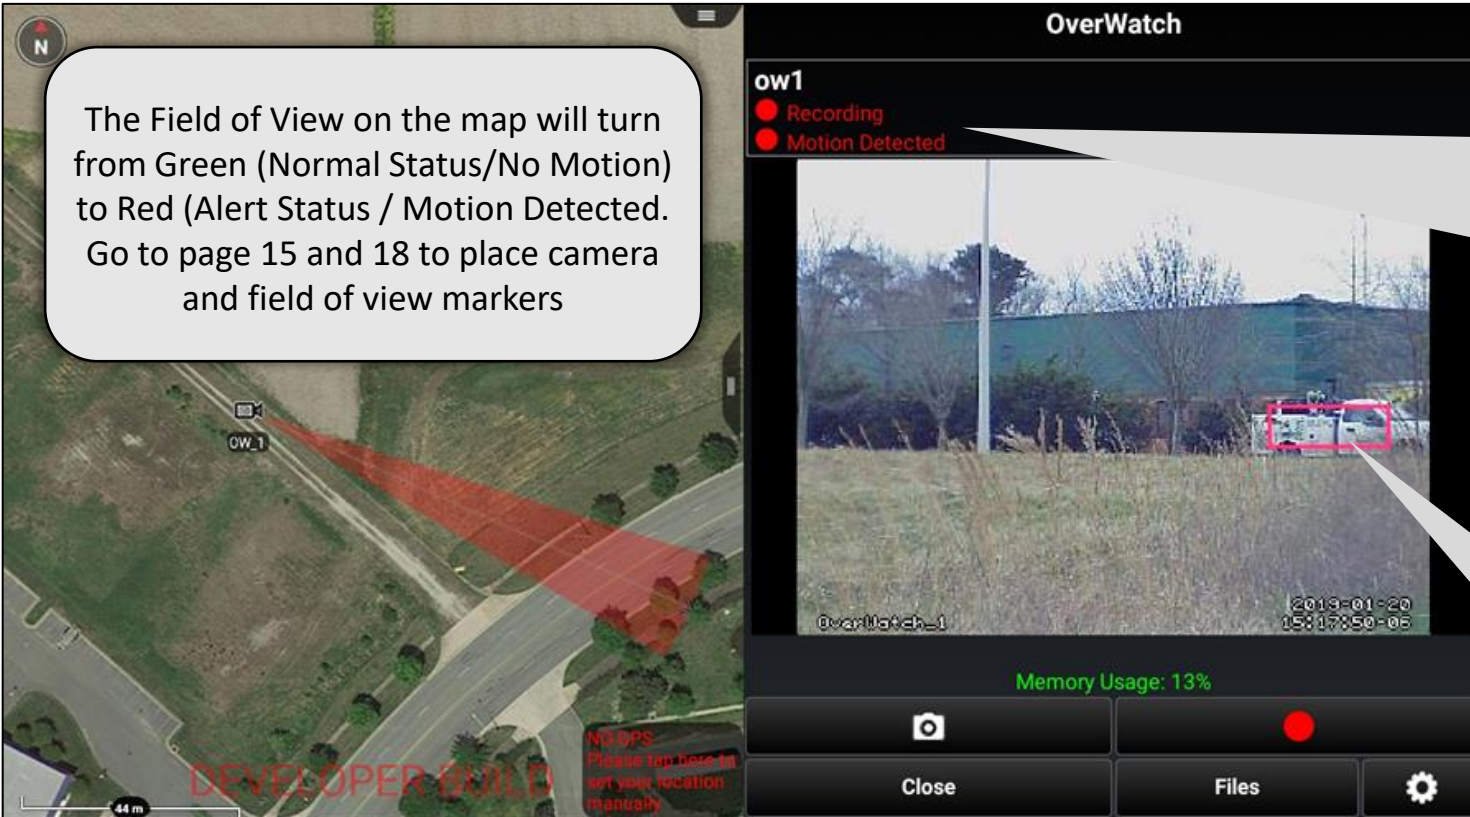 N
The Field of View on the map will turn
from Green (Normal Status/No Motion)
to Red (Alert Status / Motion Detected.
Go to page 15 and 18 to place camera
and field of view markers
OW_1
DEVELOPER BUILD
NO GPS
Please tap here to
set your location
manually
44 m
OverWatch
ow1
Recording
Motion Detected
OverWatch_1
2019-01-20
15:17:50-06
Memory Usage: 13%
Close
Files